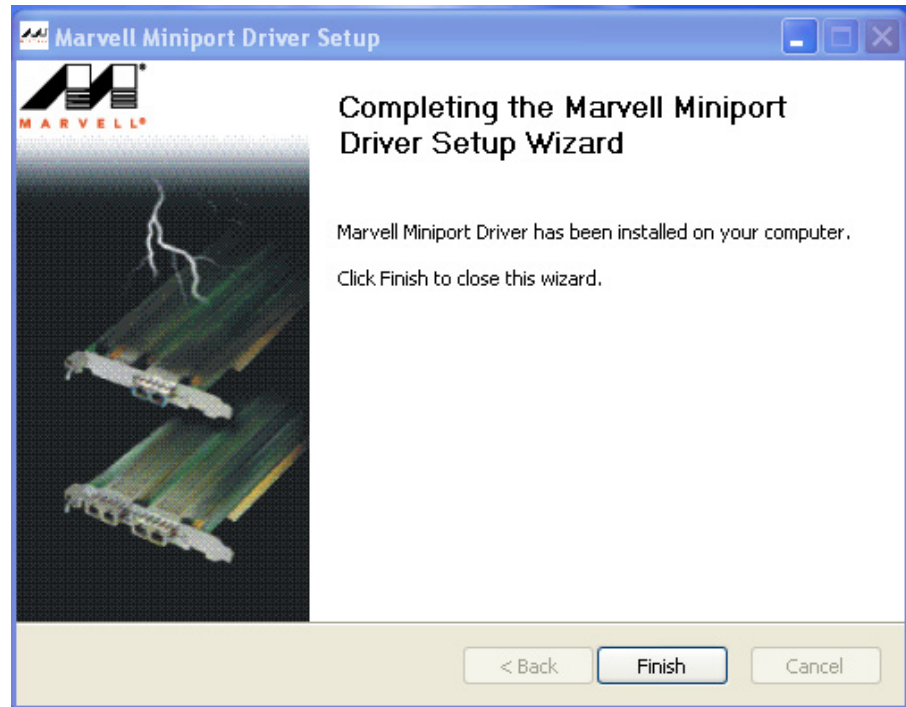 Marvell Miniport Driver Setup
MARVELL®
Completing the Marvell Miniport
Driver Setup Wizard
Marvell Miniport Driver has been installed on your computer.
Click Finish to close this wizard.
< Back
Finish
Cancel